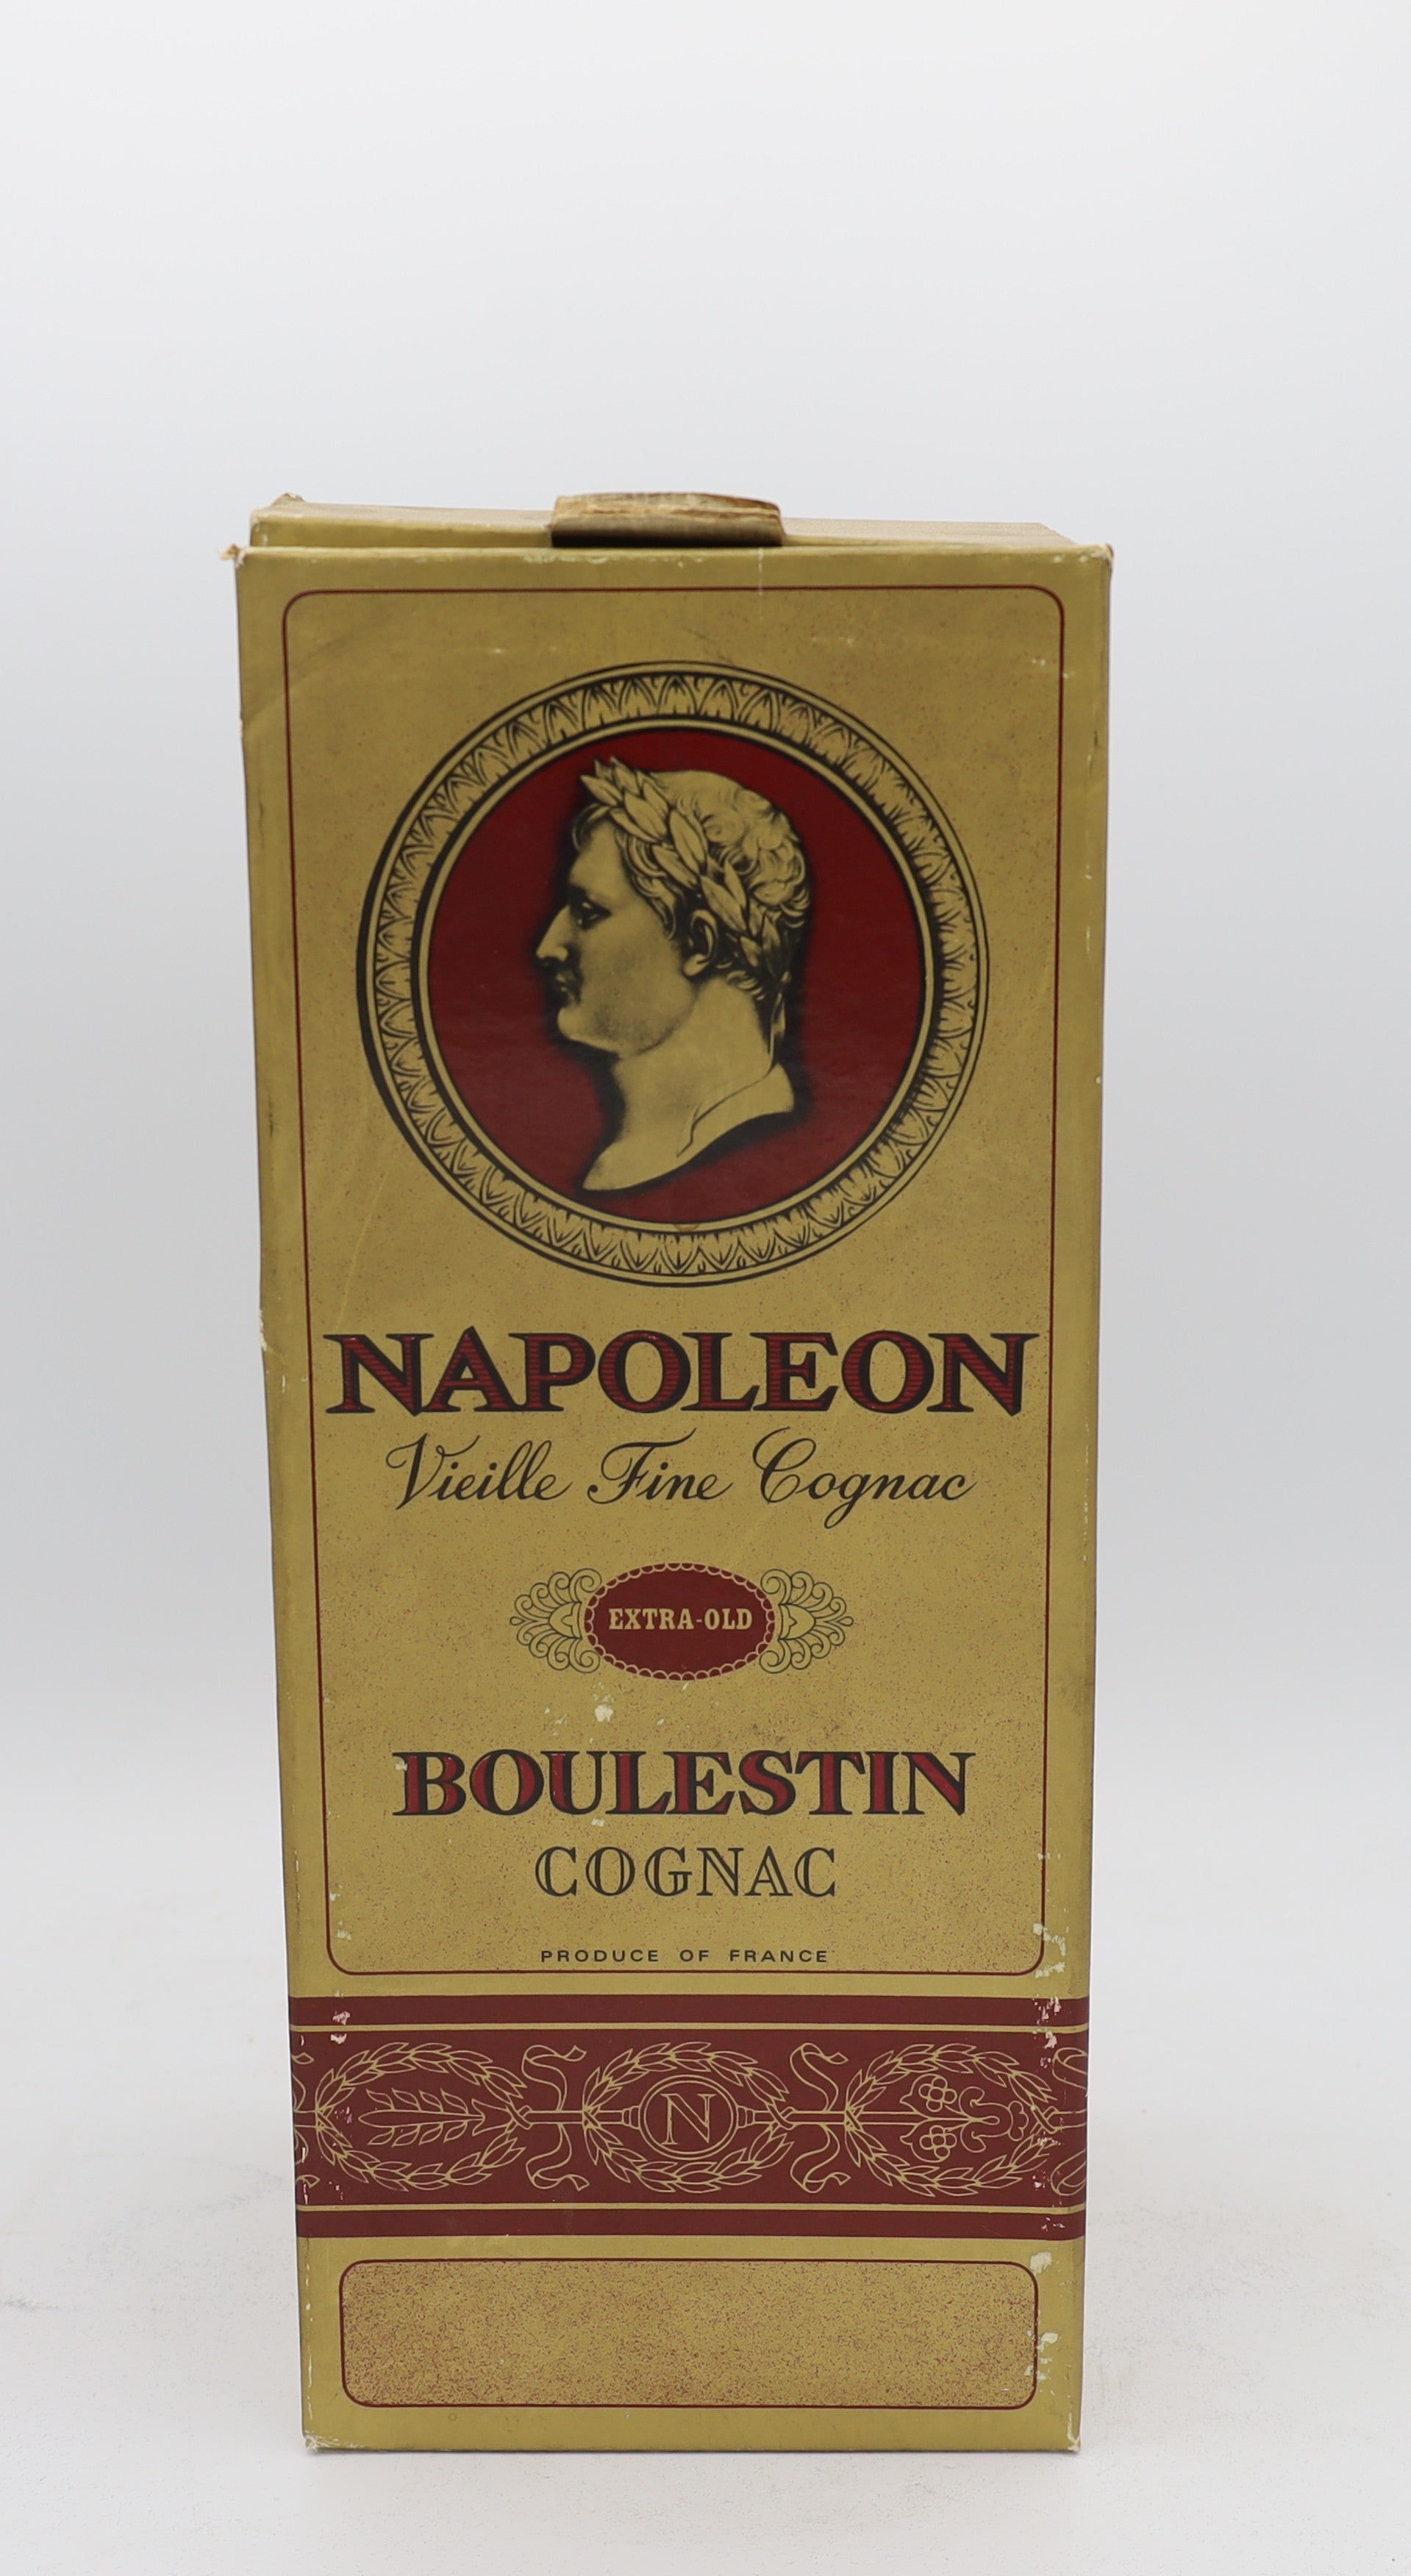 NAPOLEON
Vieille Fine Cognac
EXTRA-OLD
BOULESTIN
COGNAC
PRODUCE OF FRANCE
N